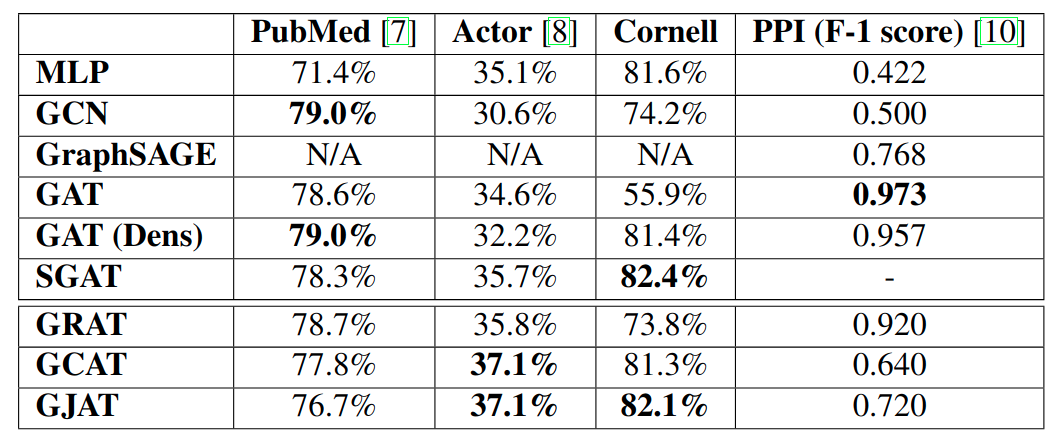 PubMed [7] Actor [8] Cornell PPI (F-1 score) [10]
MLP 71.4% 35.1% 81.6% 0.422
GCN 79.0% 30.6% 74.2% 0.500
GraphSAGE N/A N/A N/A 0.768
GAT 78.6% 34.6% 55.9% 0.973
GAT (Dens) 79.0% 32.2% 81.4% 0.957
SGAT 78.3% 35.7% 82.4% -
GRAT 78.7% 35.8% 73.8% 0.920
GCAT 77.8% 37.1% 81.3% 0.640
GJAT 76.7% 37.1% 82.1% 0.720